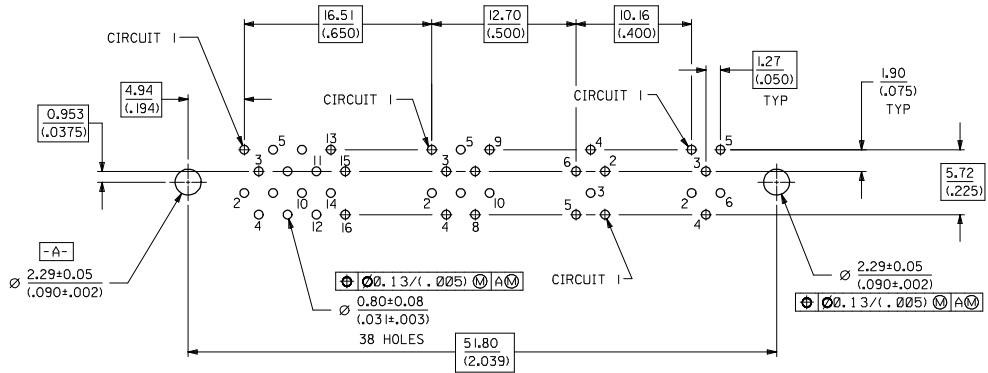 16.51
(.650)
12.70
(.500)
10.16
(.400)
CIRCUIT 1
1.27
(.050)
TYP
1.90
(.075)
TYP
4.94
(.194)
CIRCUIT 1
CIRCUIT 1
0.953
(.0375)
5 13
5 9
4
5
3 11 15
3
6 2
3
5.72
(.225)
2 10 14
2 10
3
2 6
4 12 16
4 8
5
4
-A-
Ø 2.29±0.05
(.090±.002)
⌖ Ø0.13/(.005) Ⓜ AⓂ
Ø 0.80±0.08
(.031±.003)
38 HOLES
CIRCUIT 1
Ø 2.29±0.05
(.090±.002)
⌖ Ø0.13/(.005) Ⓜ AⓂ
51.80
(2.039)